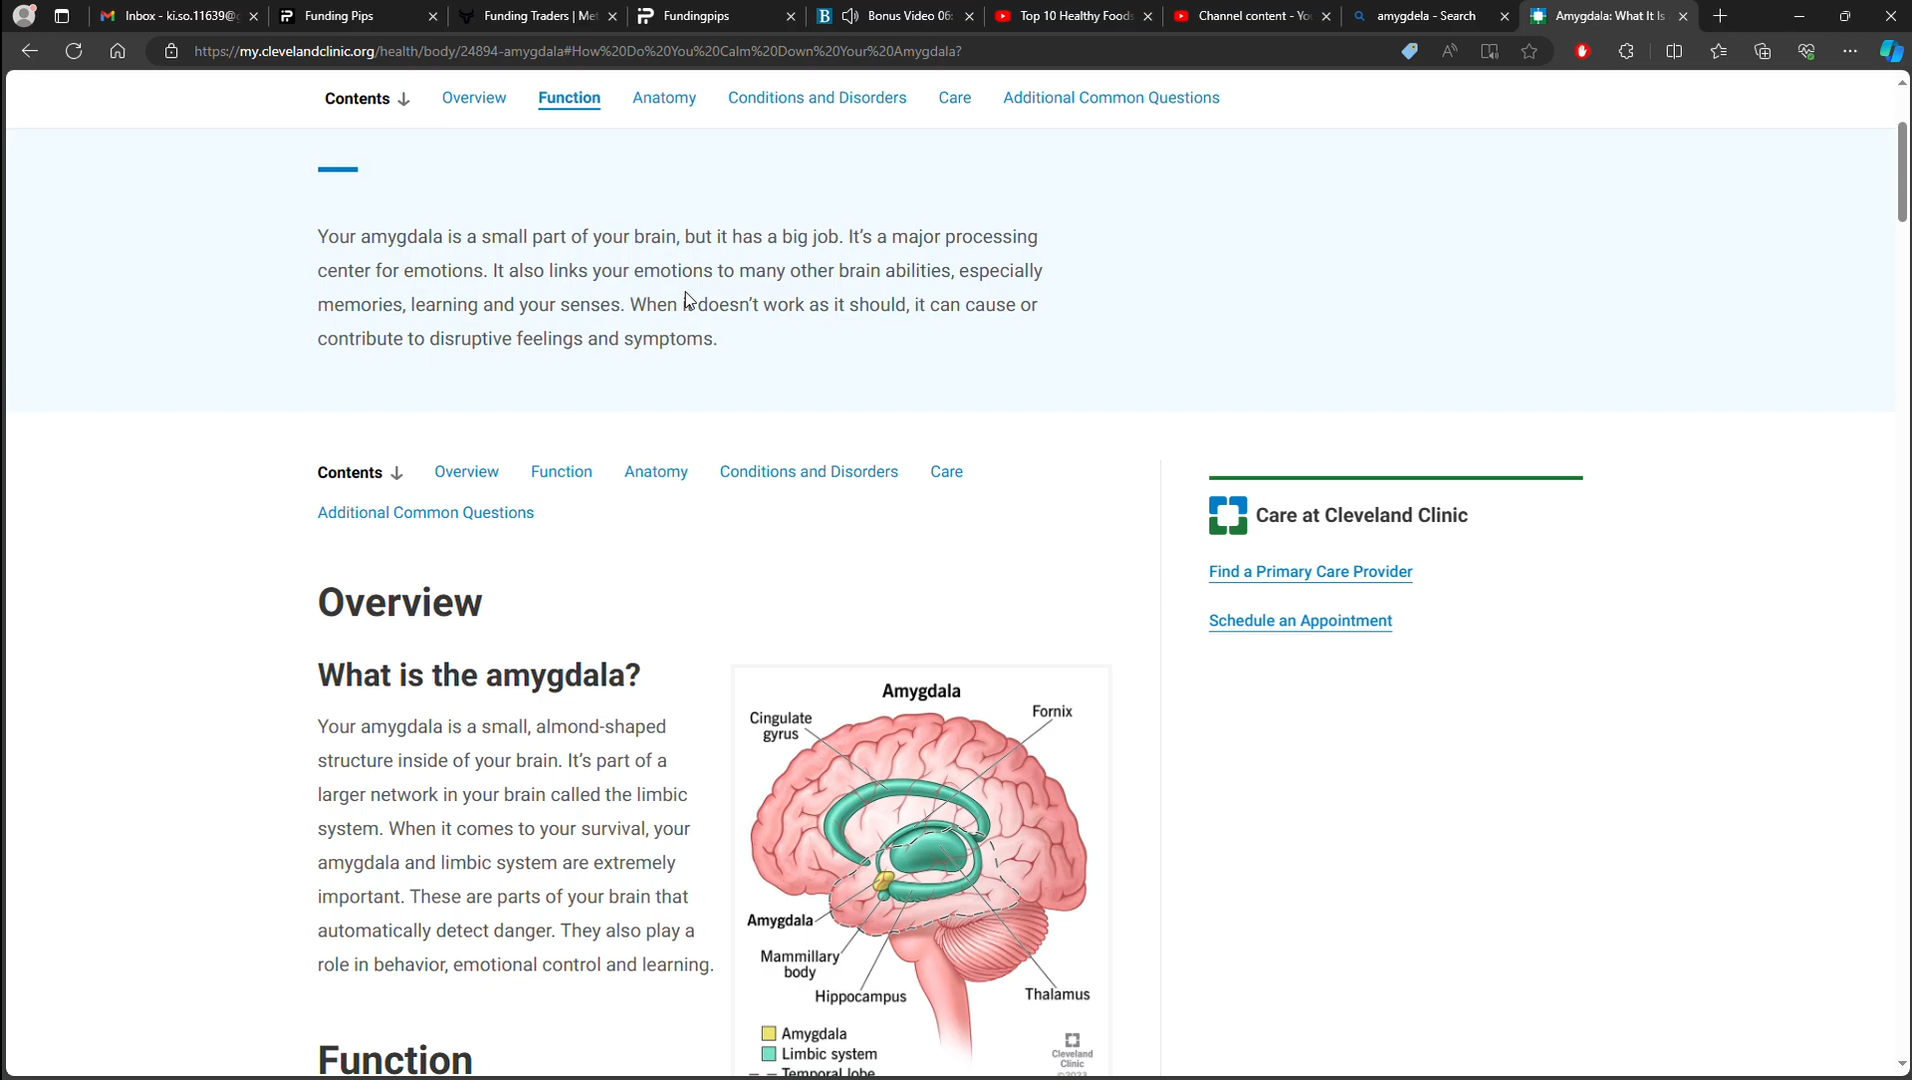 Inbox - ki.so.11639@
Funding Pips
Funding Traders | Met
Fundingpips
Bonus Video 06:
Top 10 Healthy Foods
Channel content - Yo
amygdela - Search
Amygdala: What It Is
https://my.clevelandclinic.org/health/body/24894-amygdala#How%20Do%20You%20Calm%20Down%20Your%20Amygdala?
Contents Overview Function Anatomy Conditions and Disorders Care Additional Common Questions
Your amygdala is a small part of your brain, but it has a big job. It's a major processing
center for emotions. It also links your emotions to many other brain abilities, especially
memories, learning and your senses. When doesn't work as it should, it can cause or
contribute to disruptive feelings and symptoms.
Contents Overview Function Anatomy Conditions and Disorders Care
Additional Common Questions
Overview
What is the amygdala?
Your amygdala is a small, almond-shaped
structure inside of your brain. It's part of a
larger network in your brain called the limbic
system. When it comes to your survival, your
amygdala and limbic system are extremely
important. These are parts of your brain that
automatically detect danger. They also play a
role in behavior, emotional control and learning.
Function
Amygdala
Cingulate
gyrus
Fornix
Amygdala
Mammillary
body
Hippocampus
Thalamus
Amygdala
Limbic system
Temporal lobe
Cleveland
Clinic
©2023
Care at Cleveland Clinic
Find a Primary Care Provider
Schedule an Appointment